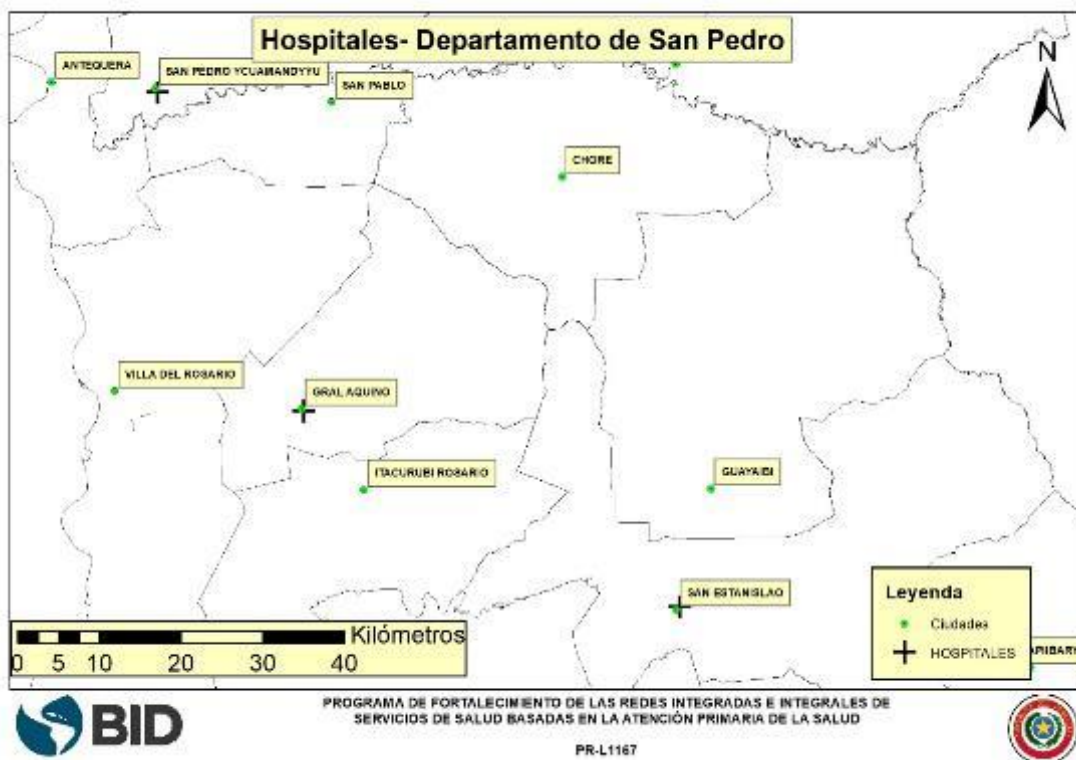 Hospitales- Departamento de San Pedro
N
ANTEQUERA
SAN PEDRO YCUAMANDYYU
SAN PABLO
CHORE
VILLA DEL ROSARIO
GRAL AQUINO
ITACURUBI ROSARIO
GUAYAIBI
SAN ESTANISLAO
Leyenda
Ciudades
HOSPITALES
Kilómetros
0 5 10 20 30 40
BID
PROGRAMA DE FORTALECIMIENTO DE LAS REDES INTEGRADAS E INTEGRALES DE
SERVICIOS DE SALUD BASADAS EN LA ATENCIÓN PRIMARIA DE LA SALUD
PR-L1167